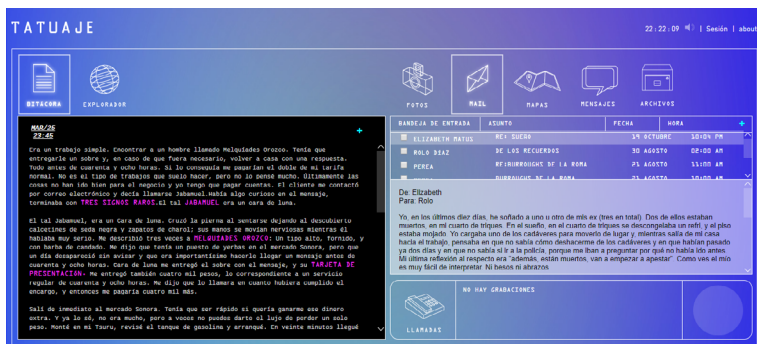 TATUAJE
22:22:09 | Sesión | about
BITÁCORA
EXPLORADOR
FOTOS
MAIL
MAPAS
MENSAJES
ARCHIVOS
MAR/26
23:45
+
Era un trabajo simple. Encontrar a un hombre llamado Melquíades Orozco. Tenía que
entregarle un sobre y, en caso de que fuera necesario, volver a casa con una respuesta.
Todo antes de cuarenta y ocho horas. Si lo conseguía me pagarían el doble de mi tarifa
normal. No es el tipo de trabajos que suelo hacer, pero no lo pensé mucho. Últimamente las
cosas no han ido bien para el negocio y yo tengo que pagar cuentas. El cliente me contactó
por correo electrónico y decía llamarse Jabamuel.Había algo curioso en el mensaje,
terminaba con TRES SIGNOS RAROS.El tal JABAMUEL era un cara de luna.
El tal Jabamuel, era un Cara de Luna. Cruzó la pierna al sentarse dejando al descubierto
calcetines de seda negra y zapatos de charol; sus manos se movían nerviosas mientras él
hablaba muy serio. Me describió tres veces a MELQUIADES OROZCO: Un tipo alto, fornido, y
con barba de candado. Me dijo que tenía un puesto de yerbas en el mercado Sonora, pero que
un día desapareció sin avisar y que era importantísimo hacerlo llegar un mensaje antes de
cuarenta y ocho horas. Cara de Luna me entregó el sobre con el mensaje, y su TARJETA DE
PRESENTACIÓN. Me entregó también cuatro mil pesos, lo correspondiente a un servicio
regular de cuarenta y ocho horas. Me dijo que lo llamara en cuanto hubiera cumplido el
encargo, y entonces me pagaría cuatro mil más.
Salí de inmediato al mercado Sonora. Tenía que ser rápido si quería ganarme ese dinero
extra. Y ya lo sé, no era mucho, pero a veces no puedes darte el lujo de perder un solo
peso. Monté en mi Tsuru, revisé el tanque de gasolina y arranqué. En veinte minutos llegué
BANDEJA DE ENTRADA ASUNTO FECHA HORA +
ELIZABETH MATUS RE: SUEGO 19 OCTUBRE 10:04 PM
ROLO DIAZ DE LOS RECUERDOS 30 AGOSTO 02:00 AM
PEREA RE:BURROUGHS DE LA ROMA 21 AGOSTO 11:00 AM
BURROUGHS DE LA ROMA 21 AGOSTO 10:00 AM
De: Elizabeth
Para: Rolo
Yo, en los últimos diez días, he soñado a uno u otro de mis ex (tres en total). Dos de ellos estaban
muertos, en mi cuarto de triques. En el sueño, en el cuarto de triques se descongelaba un refri, y el piso
estaba mojado. Yo cargaba uno de los cadáveres para moverlo de lugar y, mientras salía de mi casa
hacia el trabajo, pensaba en que no sabía cómo deshacerme de los cadáveres y en que habían pasado
ya dos días y en que no sabía si ir a la policía, porque me iban a preguntar por qué no había ido antes.
Mi última reflexión al respecto era "además, están muertos, van a empezar a apestar". Como ves el mío
es muy fácil de interpretar. Ni besos ni abrazos.
NO HAY GRABACIONES
LLAMADAS